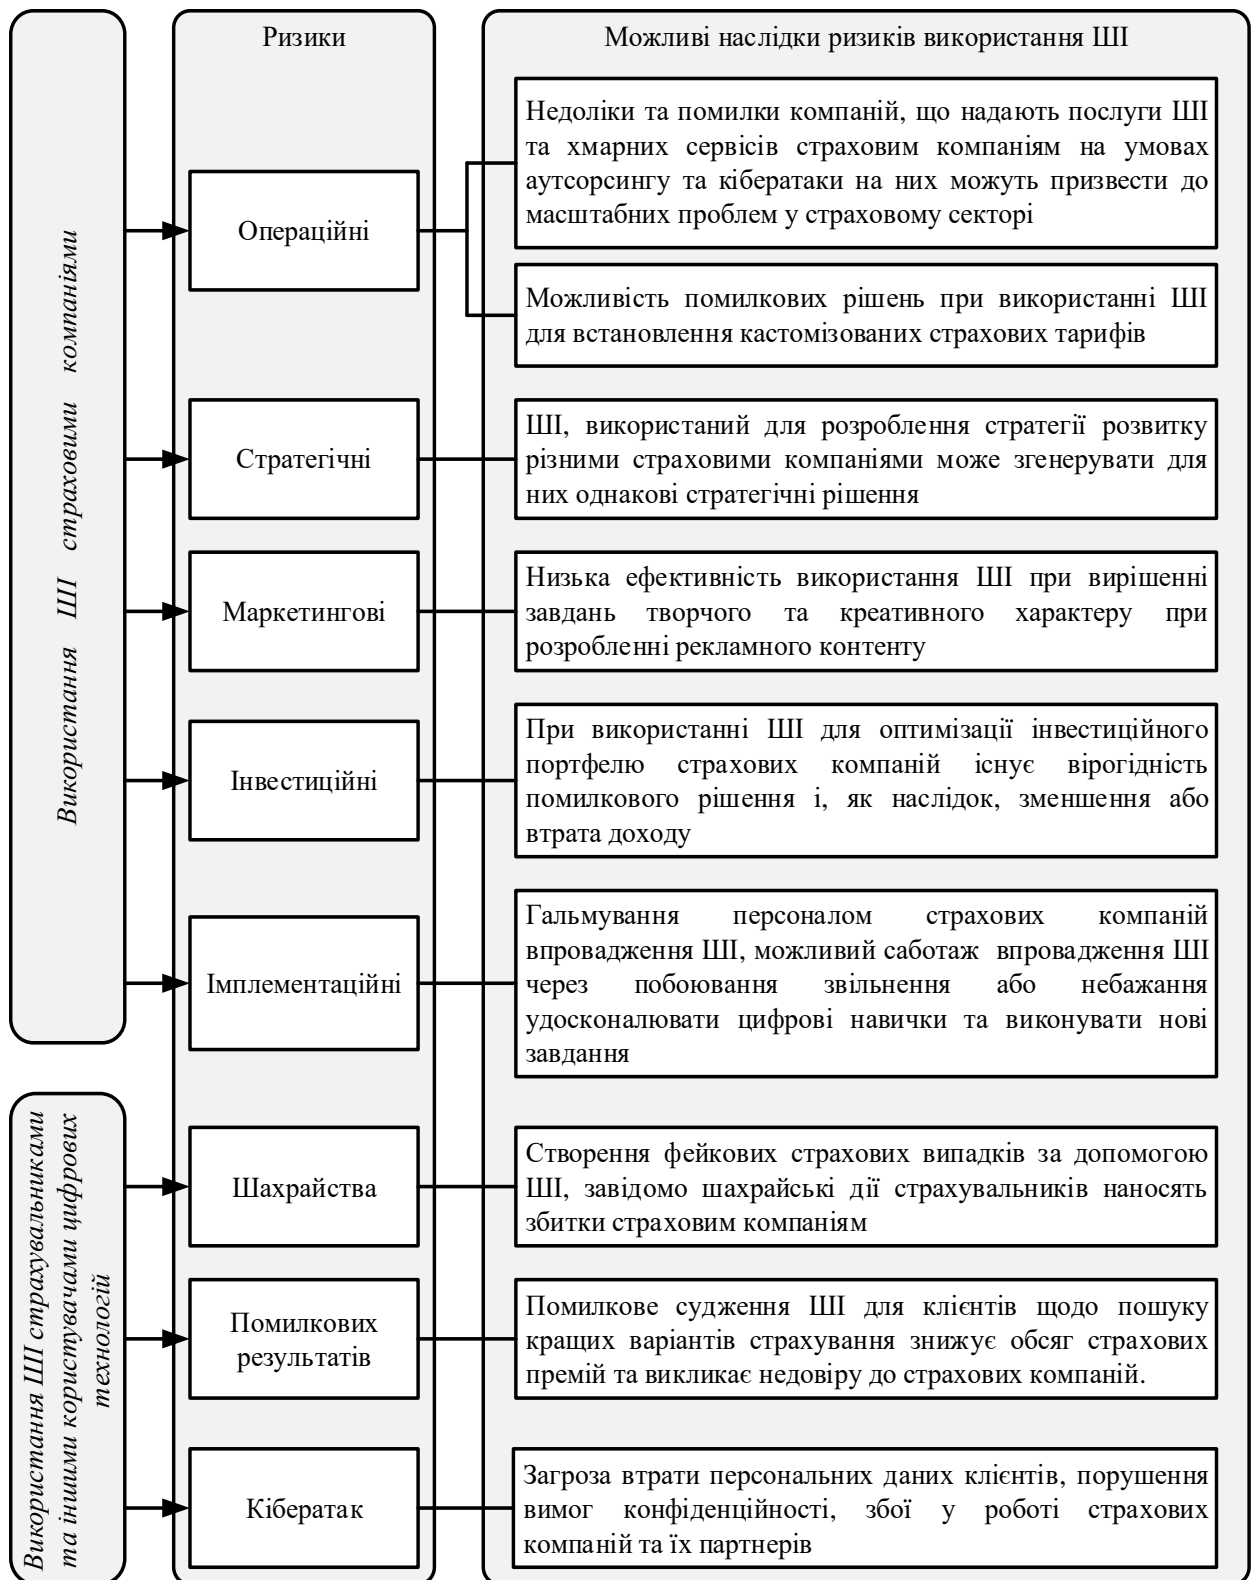 Ризики
Можливі наслідки ризиків використання ШІ
Використання ШІ страховими компаніями
Операційні
Недоліки та помилки компаній, що надають послуги ШІ
та хмарних сервісів страховим компаніям на умовах
аутсорсингу та кібератаки на них можуть призвести до
масштабних проблем у страховому секторі
Можливість помилкових рішень при використанні ШІ
для встановлення кастомізованих страхових тарифів
Стратегічні
ШІ, використаний для розроблення стратегії розвитку
різними страховими компаніями може згенерувати для
них однакові стратегічні рішення
Маркетингові
Низька ефективність використання ШІ при вирішенні
завдань творчого та креативного характеру при
розробленні рекламного контенту
Інвестиційні
При використанні ШІ для оптимізації інвестиційного
портфелю страхових компаній існує вірогідність
помилкового рішення і, як наслідок, зменшення або
втрата доходу
Імплементаційні
Гальмування персоналом страхових компаній
впровадження ШІ, можливий саботаж впровадження ШІ
через побоювання звільнення або небажання
удосконалювати цифрові навички та виконувати нові
завдання
Використання ШІ страхувальниками
та іншими користувачами цифрових
технологій
Шахрайства
Створення фейкових страхових випадків за допомогою
ШІ, завідомо шахрайські дії страхувальників наносять
збитки страховим компаніям
Помилкових
результатів
Помилкове судження ШІ для клієнтів щодо пошуку
кращих варіантів страхування знижує обсяг страхових
премій та викликає недовіру до страхових компаній.
Кібератак
Загроза втрати персональних даних клієнтів, порушення
вимог конфіденційності, збої у роботі страхових
компаній та їх партнерів